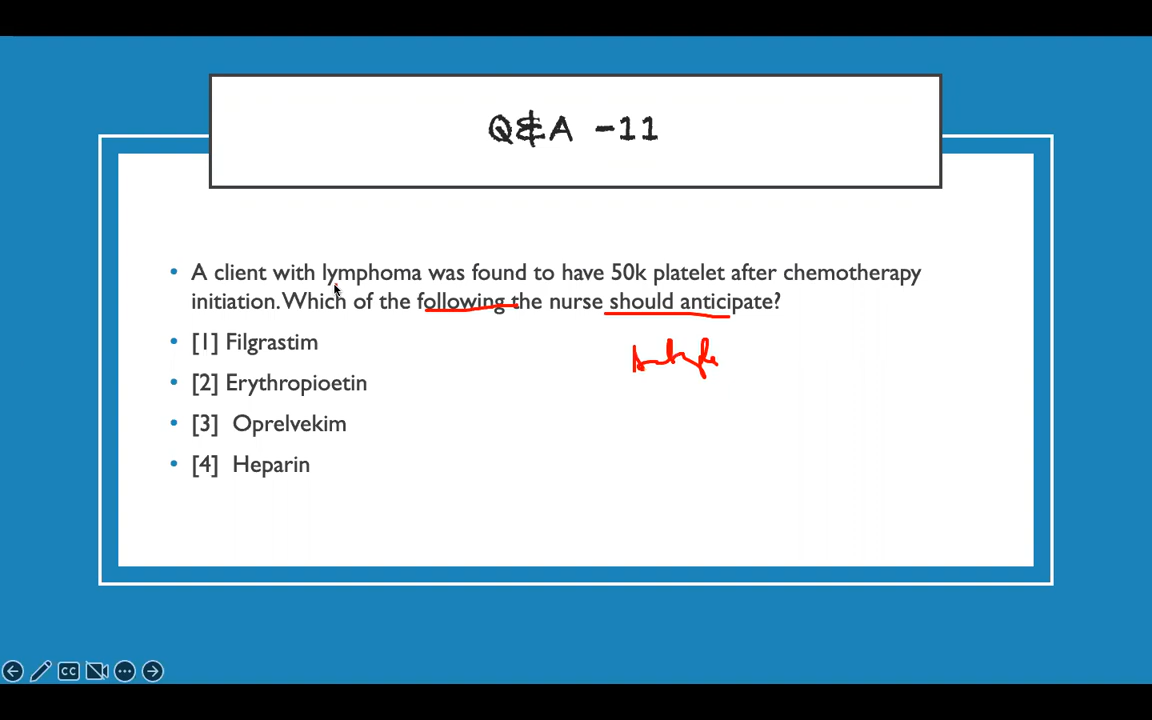 Q&A -11
• A client with lymphoma was found to have 50k platelet after chemotherapy
initiation. Which of the following the nurse should anticipate?
• [1] Filgrastim
• [2] Erythropioetin
• [3] Oprelvekim
• [4] Heparin
CC